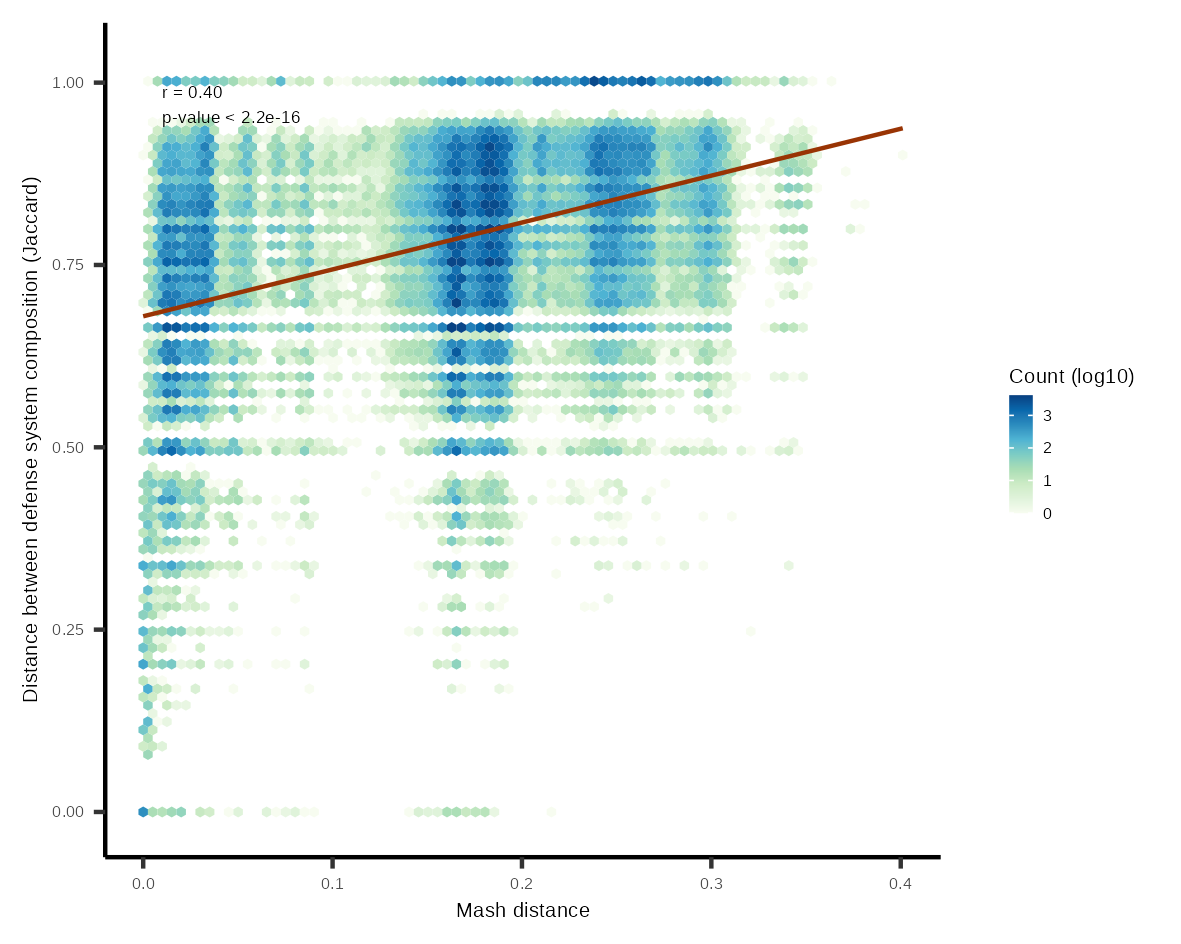 1.00
0.75
0.50
0.25
0.00
Distance between defense system composition (Jaccard)
r = 0.40
p-value < 2.2e-16
0.0
0.1
0.2
0.3
0.4
Mash distance
Count (log10)
3
2
1
0